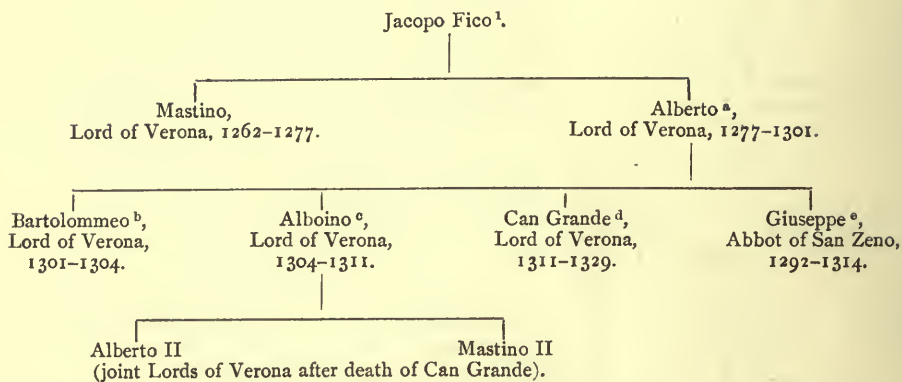 Jacopo Fico ¹.
Mastino,
Lord of Verona, 1262–1277.
Alberto ᵃ,
Lord of Verona, 1277–1301.
Bartolommeo ᵇ,
Lord of Verona,
1301–1304.
Alboino ᶜ,
Lord of Verona,
1304–1311.
Can Grande ᵈ,
Lord of Verona,
1311–1329.
Giuseppe ᵉ,
Abbot of San Zeno,
1292–1314.
Alberto II
Mastino II
(joint Lords of Verona after death of Can Grande).